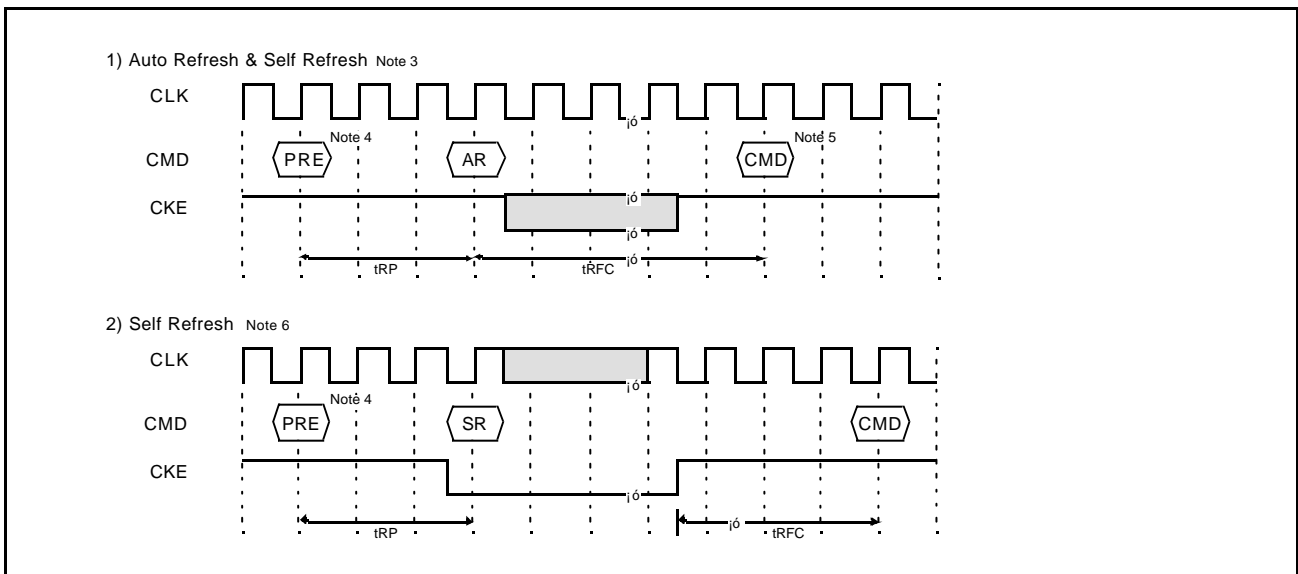 1) Auto Refresh & Self Refresh Note 3
CLK
¡ó
CMD
PRE
Note 4
AR
CMD
Note 5
CKE
¡ó
¡ó
tRP
tRFC
¡ó
2) Self Refresh Note 6
CLK
¡ó
CMD
PRE
Note 4
SR
CMD
CKE
¡ó
tRP
¡ó
tRFC